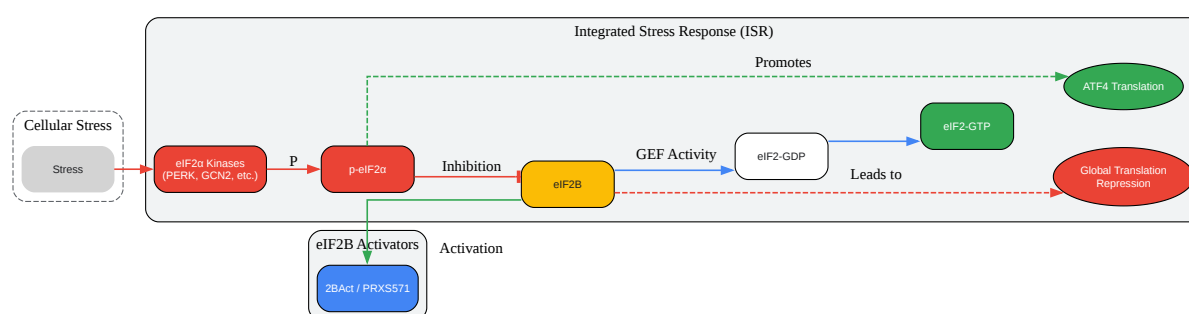 Integrated Stress Response (ISR)
Promotes
ATF4 Translation
Cellular Stress
Stress
eIF2α Kinases
(PERK, GCN2, etc.)
P
p-eIF2α
Inhibition
eIF2B
GEF Activity
eIF2-GDP
eIF2-GTP
Leads to
Global Translation
Repression
eIF2B Activators
Activation
2BAct / PRXS571